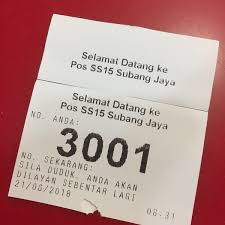 Selamat Datang ke
Pos SS15 Subang Jaya
Selamat Datang ke
Pos SS15 Subang Jaya
NO. ANDA:
3001
NO. SEKARANG:
SILA DUDUK. ANDA AKAN
DILAYAN SEBENTAR LAGI
21/06/2018
08:31